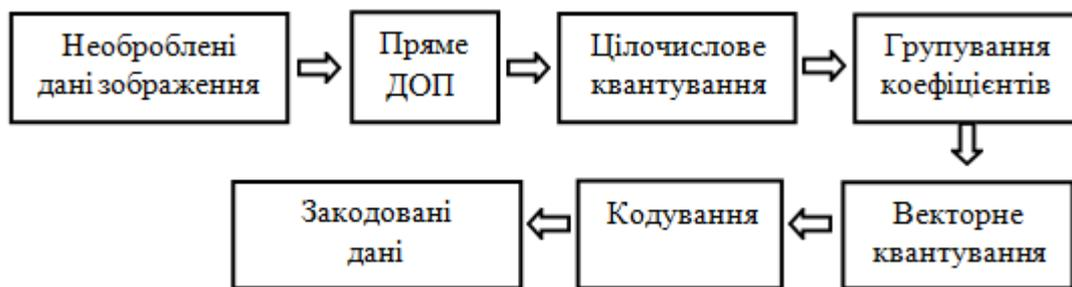 Необроблені
дані зображення
Пряме
ДОП
Цілочислове
квантування
Групування
коефіцієнтів
Векторне
квантування
Кодування
Закодовані
дані